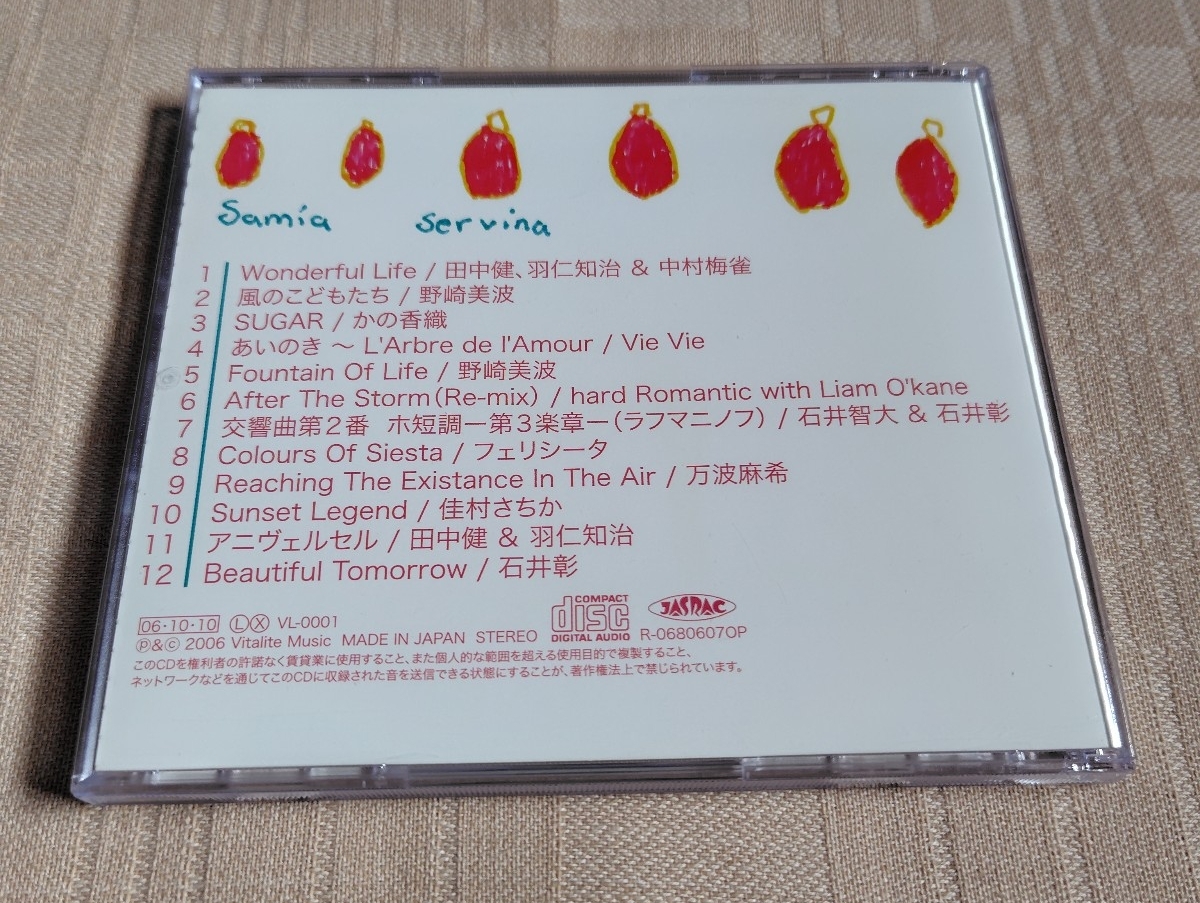 Samia servina
1 Wonderful Life / 田中健、羽仁知治 & 中村梅雀
2 風のこどもたち / 野崎美波
3 SUGAR / かの香織
4 あいのき ～ L'Arbre de l'Amour / Vie Vie
5 Fountain Of Life / 野崎美波
6 After The Storm(Re-mix) / hard Romantic with Liam O'kane
7 交響曲第2番 ホ短調ー第3楽章ー(ラフマニノフ) / 石井智大 & 石井彰
8 Colours Of Siesta / フェリシータ
9 Reaching The Existance In The Air / 万波麻希
10 Sunset Legend / 佳村さちか
11 アニヴェルセル / 田中健 & 羽仁知治
12 Beautiful Tomorrow / 石井彰
06・10・10 Ⓛ Ⓧ VL-0001
Ⓟ&© 2006 Vitalite Music MADE IN JAPAN STEREO
COMPACT disc DIGITAL AUDIO
JASRAC
R-0680607OP
このCDを権利者の許諾なく賃貸業に使用すること、また個人的な範囲を超える使用目的で複製すること、
ネットワークなどを通じてこのCDに収録された音を送信できる状態にすることが、著作権法上で禁じられています。